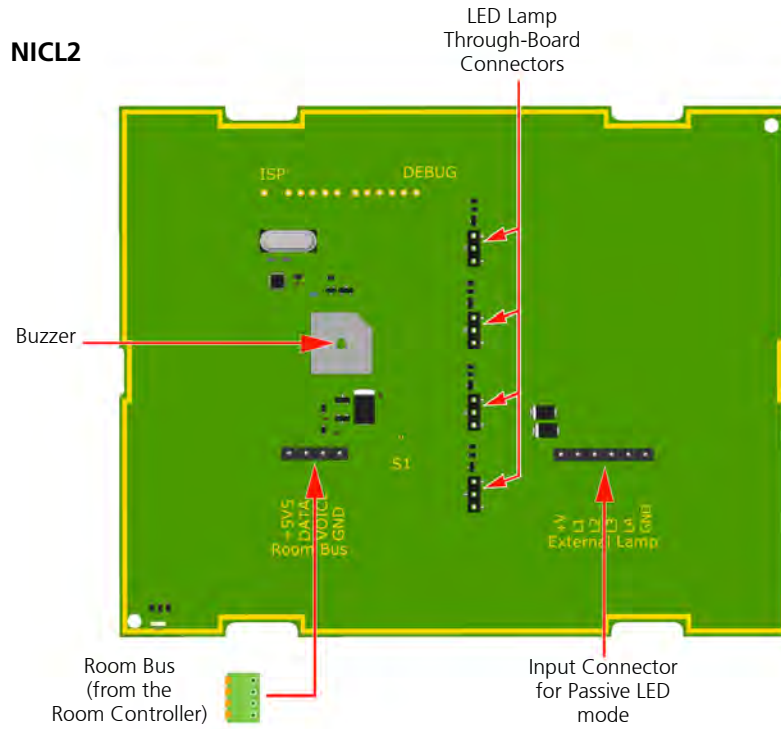 LED Lamp
Through-Board
Connectors
NICL2
ISP
DEBUG
Buzzer
S1
+5VS
DATA
VOICE
GND
Room Bus
+V
L1
L2
L3
L4
GND
External Lamp
Room Bus
(from the
Room Controller)
Input Connector
for Passive LED
mode